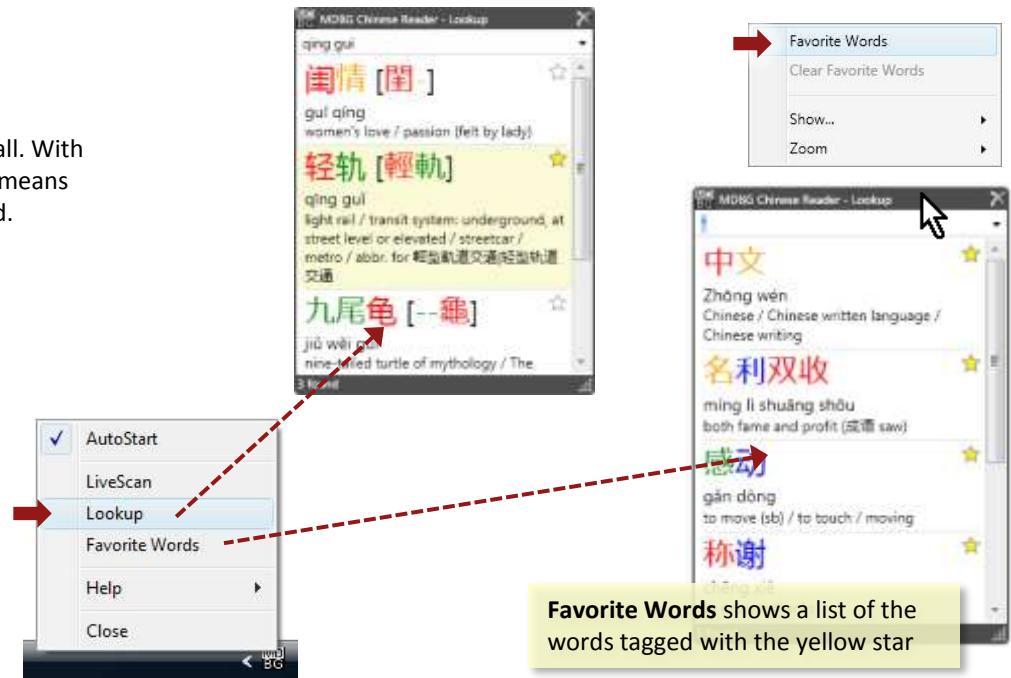 all. With
means
d.
MDBG Chinese Reader - Lookup
qing gui
闺情 [閨-]
guī qíng
women's love / passion (felt by lady)
轻轨 [輕軌]
qīng guǐ
light rail / transit system: underground, at
street level or elevated / streetcar /
metro / abbr. for 輕型軌道交通|轻型轨道
交通
九尾龟 [--龜]
jiǔ wěi guī
nine-tailed turtle of mythology / The
3 found
Favorite Words
Clear Favorite Words
Show...
Zoom
MDBG Chinese Reader - Lookup
*
中文
Zhōng wén
Chinese / Chinese written language /
Chinese writing
名利双收
míng lì shuāng shōu
both fame and profit (成语 saw)
感动
gǎn dòng
to move (sb) / to touch / moving
称谢
chēng xiè
AutoStart
LiveScan
Lookup
Favorite Words
Help
Close
Favorite Words shows a list of the
words tagged with the yellow star